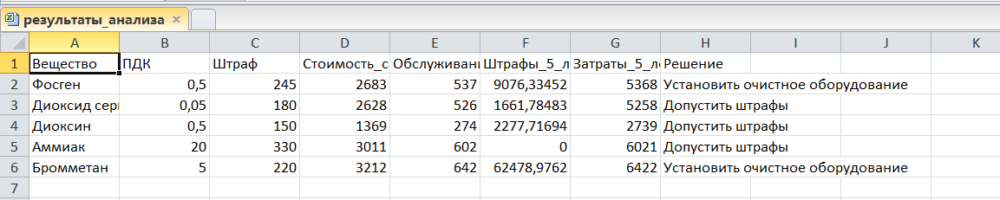 результаты_анализа
A B C D E F G H I J K
1 Вещество ПДК Штраф Стоимость_с Обслуживани Штрафы_5_л Затраты_5_ле Решение
2 Фосген 0,5 245 2683 537 9076,33452 5368 Установить очистное оборудование
3 Диоксид сер 0,05 180 2628 526 1661,78483 5258 Допустить штрафы
4 Диоксин 0,5 150 1369 274 2277,71694 2739 Допустить штрафы
5 Аммиак 20 330 3011 602 0 6021 Допустить штрафы
6 Бромметан 5 220 3212 642 62478,9762 6422 Установить очистное оборудование
7